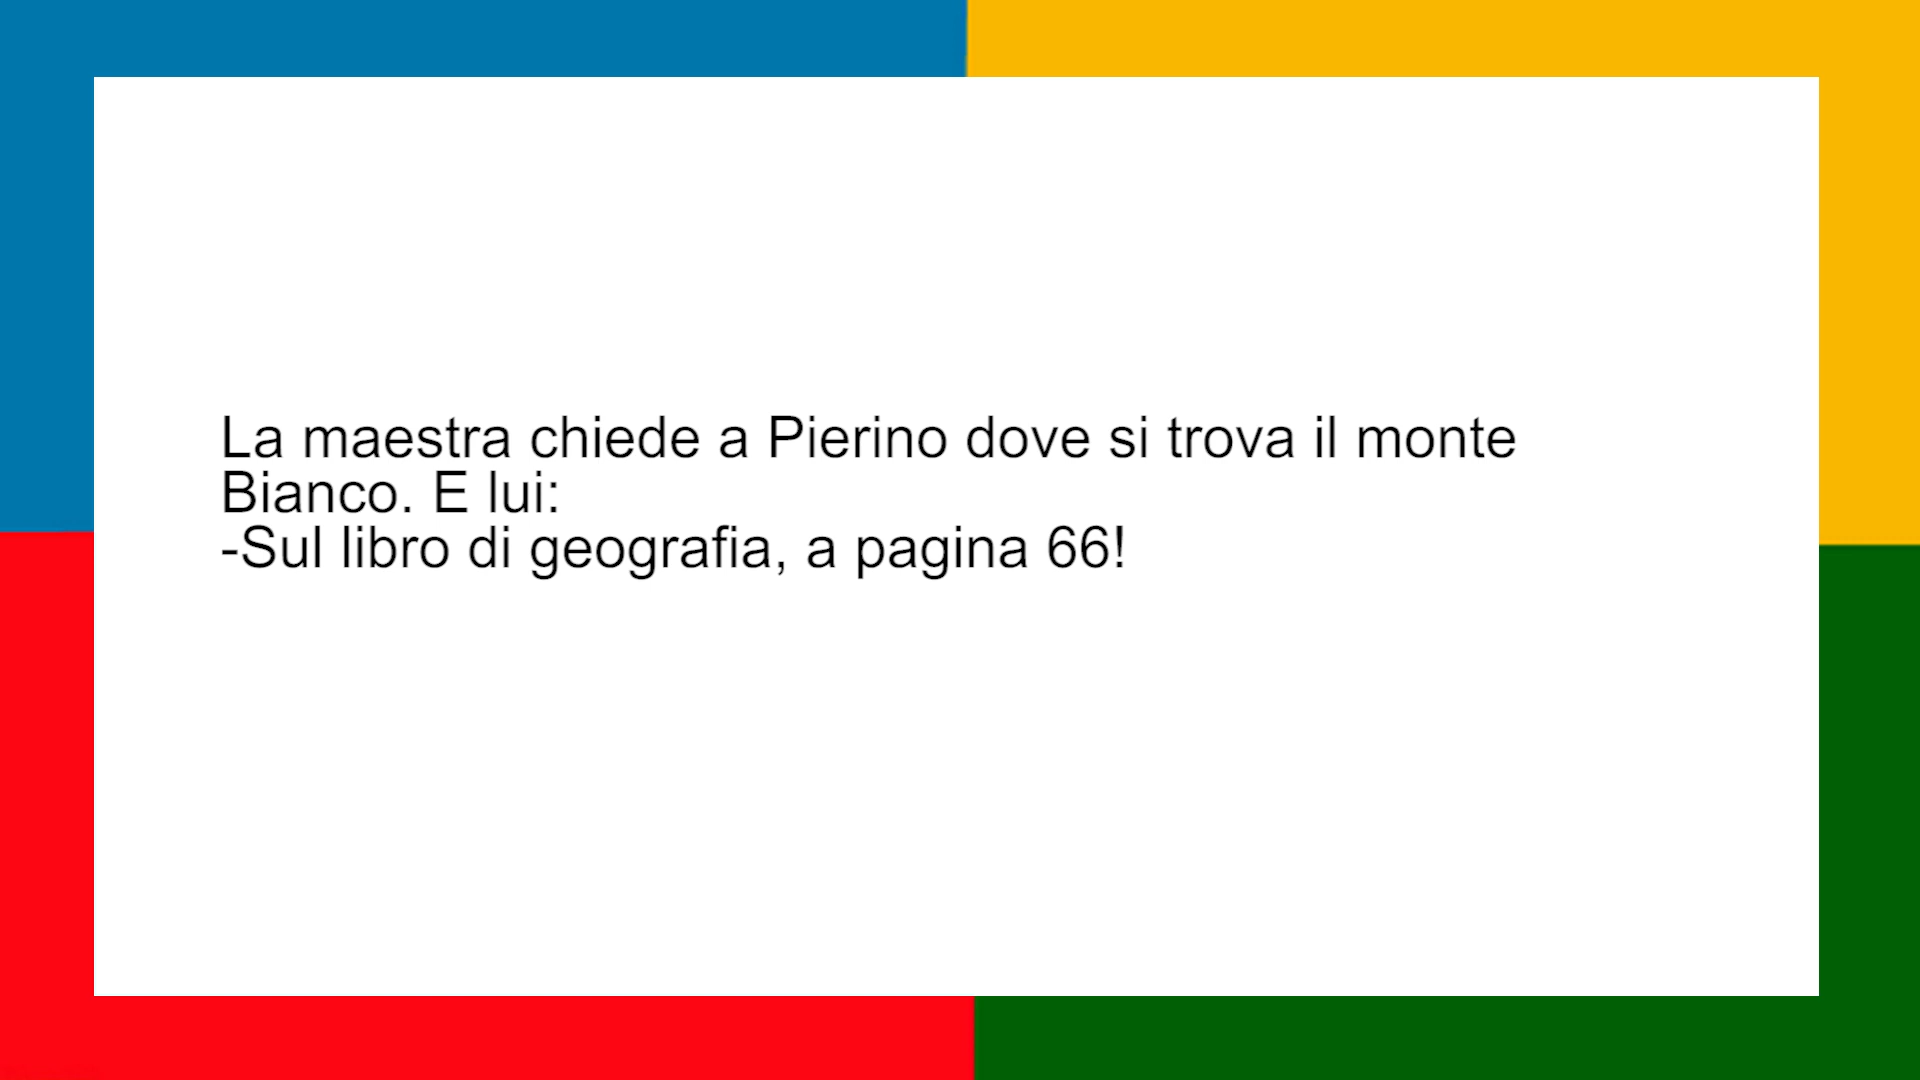 La maestra chiede a Pierino dove si trova il monte
Bianco. E lui:
-Sul libro di geografia, a pagina 66!